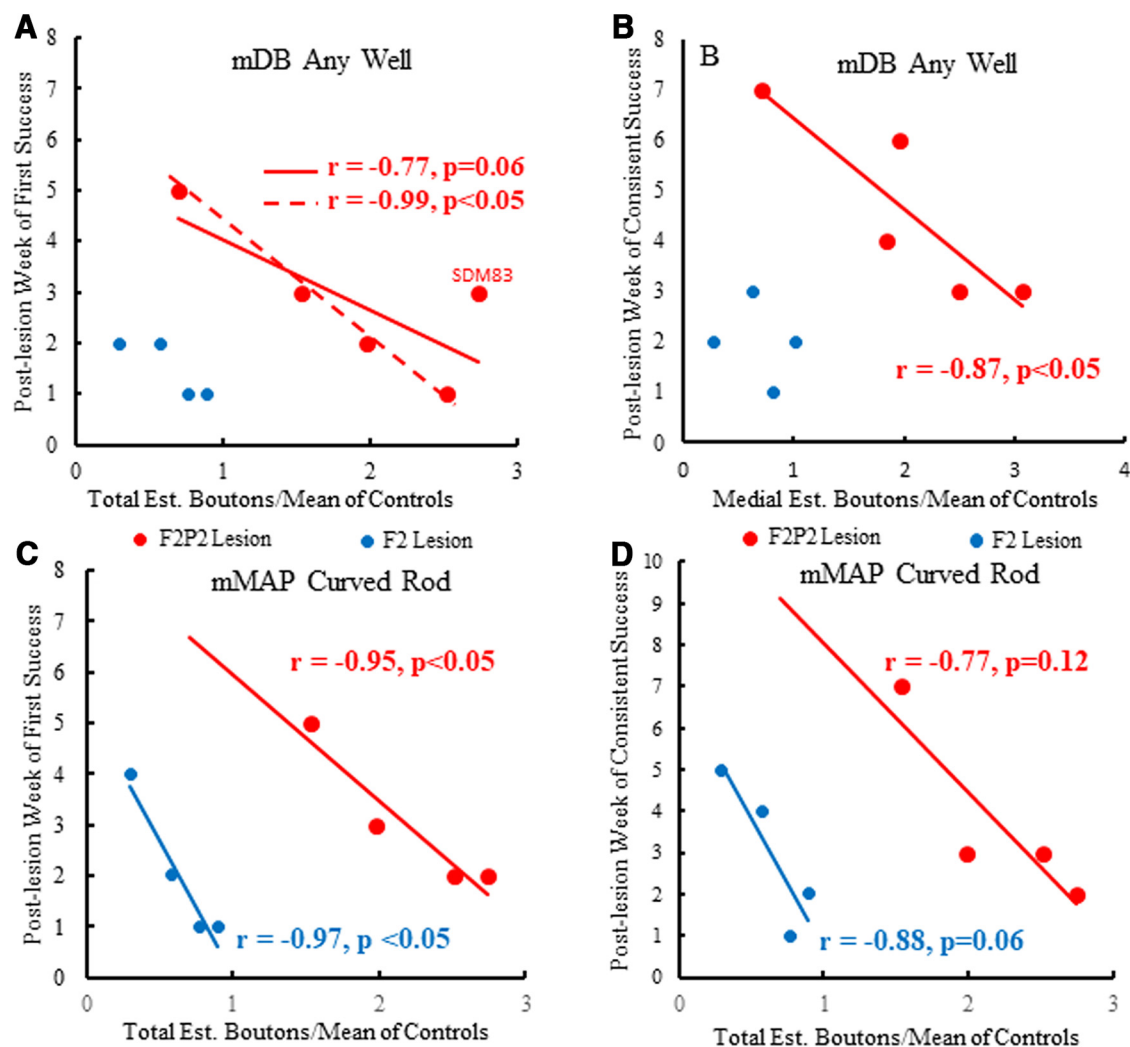 A
mDB Any Well
Post-lesion Week of First Success
8
7
6
5
4
3
2
1
0
r = -0.77, p=0.06
r = -0.99, p<0.05
SDM83
0 1 2 3
Total Est. Boutons/Mean of Controls
B
B
mDB Any Well
Post-lesion Week of Consisent Success
8
7
6
5
4
3
2
1
0
r = -0.87, p<0.05
0 1 2 3 4
Medial Est. Boutons/Mean of Controls
F2P2 Lesion F2 Lesion
F2P2 Lesion F2 Lesion
C
mMAP Curved Rod
Post-lesion Week of First Success
8
7
6
5
4
3
2
1
0
r = -0.95, p<0.05
r = -0.97, p <0.05
0 1 2 3
Total Est. Boutons/Mean of Controls
D
mMAP Curved Rod
Post-lesion Week of Consistent Success
10
9
8
7
6
5
4
3
2
1
0
r = -0.77, p=0.12
r = -0.88, p=0.06
0 1 2 3
Total Est. Boutons/Mean of Controls